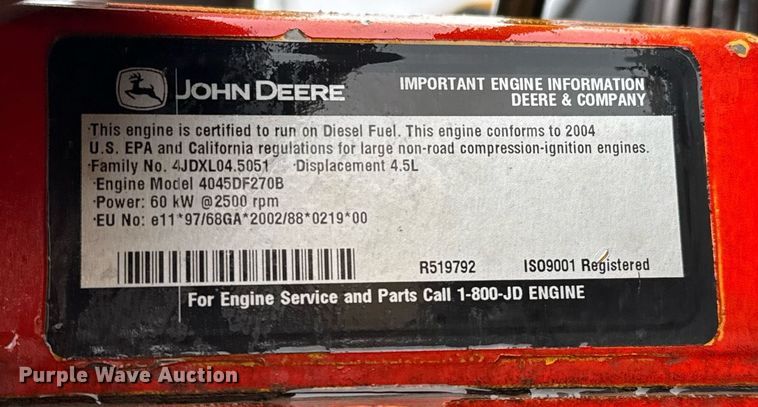 JOHN DEERE
IMPORTANT ENGINE INFORMATION
DEERE & COMPANY
·This engine is certified to run on Diesel Fuel. This engine conforms to 2004
U.S. EPA and California regulations for large non-road compression-ignition engines.
·Family No. 4JDXL04.5051 ·Displacement 4.5L
·Engine Model 4045DF270B
·Power: 60 kW @2500 rpm
·EU No: e11*97/68GA*2002/88*0219*00
R519792 ISO9001 Registered
For Engine Service and Parts Call 1-800-JD ENGINE
Purple Wave Auction